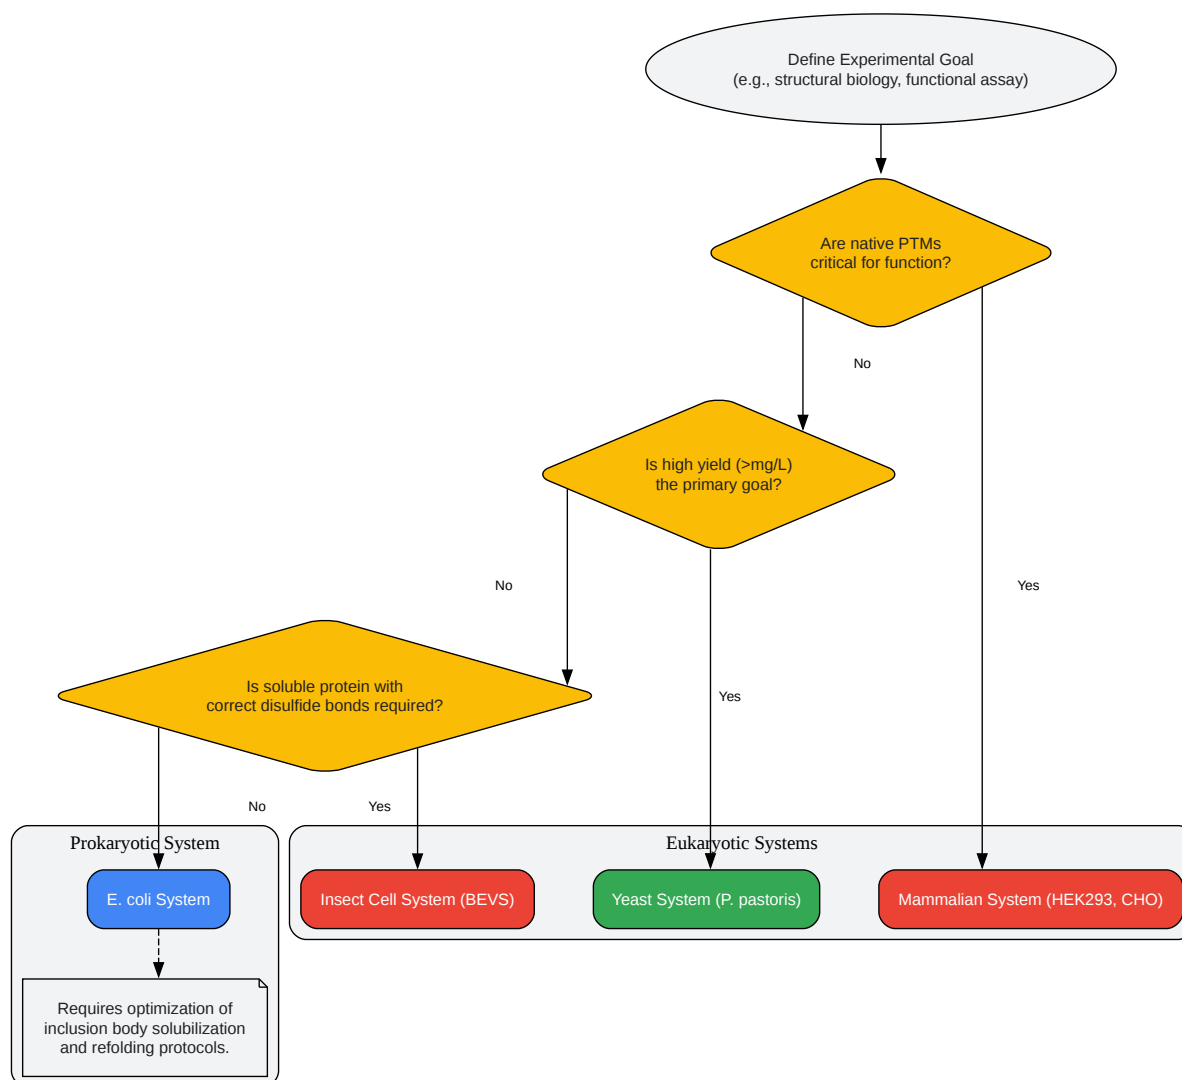 Define Experimental Goal
(e.g., structural biology, functional assay)
Are native PTMs
critical for function?
No
Is high yield (>mg/L)
the primary goal?
No
Yes
Is soluble protein with
correct disulfide bonds required?
Yes
No
Yes
Prokaryotic System
Eukaryotic Systems
E. coli System
Insect Cell System (BEVS)
Yeast System (P. pastoris)
Mammalian System (HEK293, CHO)
Requires optimization of
inclusion body solubilization
and refolding protocols.